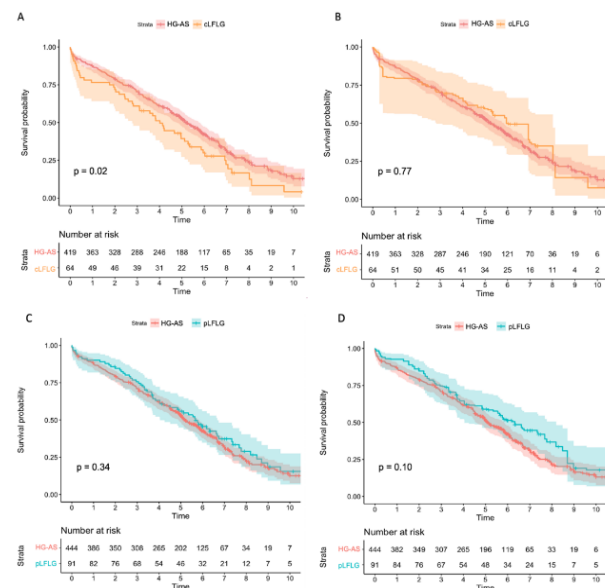 A
Strata HG-AS cLFLG
Survival probability
1.00
0.75
0.50
0.25
0.00
p = 0.02
0 1 2 3 4 5 6 7 8 9 10
Time
Number at risk
Strata
HG-AS 419 363 328 288 246 188 117 65 35 19 7
cLFLG 64 49 46 39 31 22 15 8 4 2 1
Time
B
Strata HG-AS cLFLG
Survival probability
1.00
0.75
0.50
0.25
0.00
p = 0.77
0 1 2 3 4 5 6 7 8 9 10
Time
Number at risk
Strata
HG-AS 419 363 328 287 246 190 121 70 36 19 6
cLFLG 64 51 50 45 41 34 25 16 11 4 2
0 1 2 3 4 5 6 7 8 9 10
Time
C
Strata HG-AS pLFLG
Survival probability
1.00
0.75
0.50
0.25
0.00
p = 0.34
0 1 2 3 4 5 6 7 8 9 10
Time
Number at risk
Strata
HG-AS 444 386 350 308 265 202 125 67 34 19 7
pLFLG 91 82 76 68 54 46 32 21 12 7 5
0 1 2 3 4 5 6 7 8 9 10
Time
D
Strata HG-AS pLFLG
Survival probability
1.00
0.75
0.50
0.25
0.00
p = 0.10
0 1 2 3 4 5 6 7 8 9 10
Time
Number at risk
Strata
HG-AS 444 382 349 307 265 196 119 65 33 19 6
pLFLG 91 84 76 67 54 48 34 24 15 7 5
0 1 2 3 4 5 6 7 8 9 10
Time